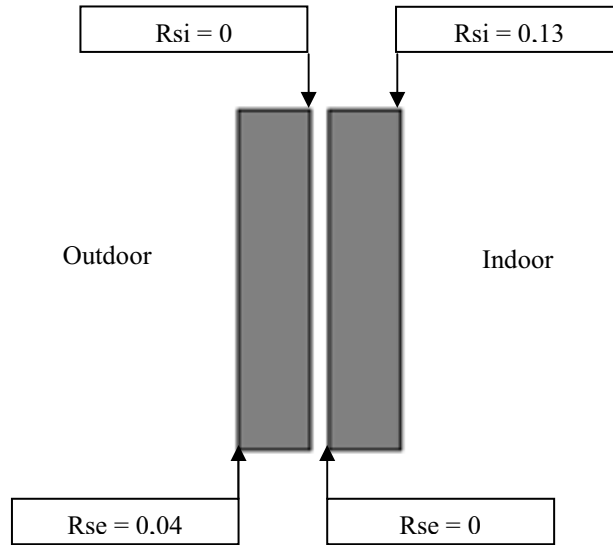 Rsi = 0
Rsi = 0.13
Outdoor
Indoor
Rse = 0.04
Rse = 0